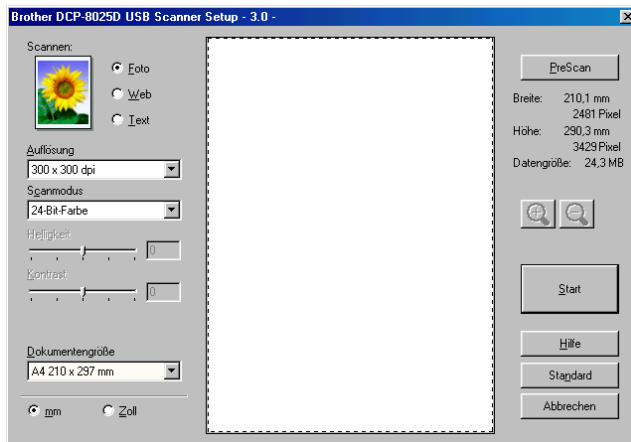 Brother DCP-8025D USB Scanner Setup - 3.0 -
Scannen:
Foto
Web
Text
Auflösung
300 x 300 dpi
Scanmodus
24-Bit-Farbe
Helligkeit
0
Kontrast
0
Dokumentengröße
A4 210 x 297 mm
mm
Zoll
PreScan
Breite: 210,1 mm
2481 Pixel
Höhe: 290,3 mm
3429 Pixel
Datengröße: 24,3 MB
Start
Hilfe
Standard
Abbrechen